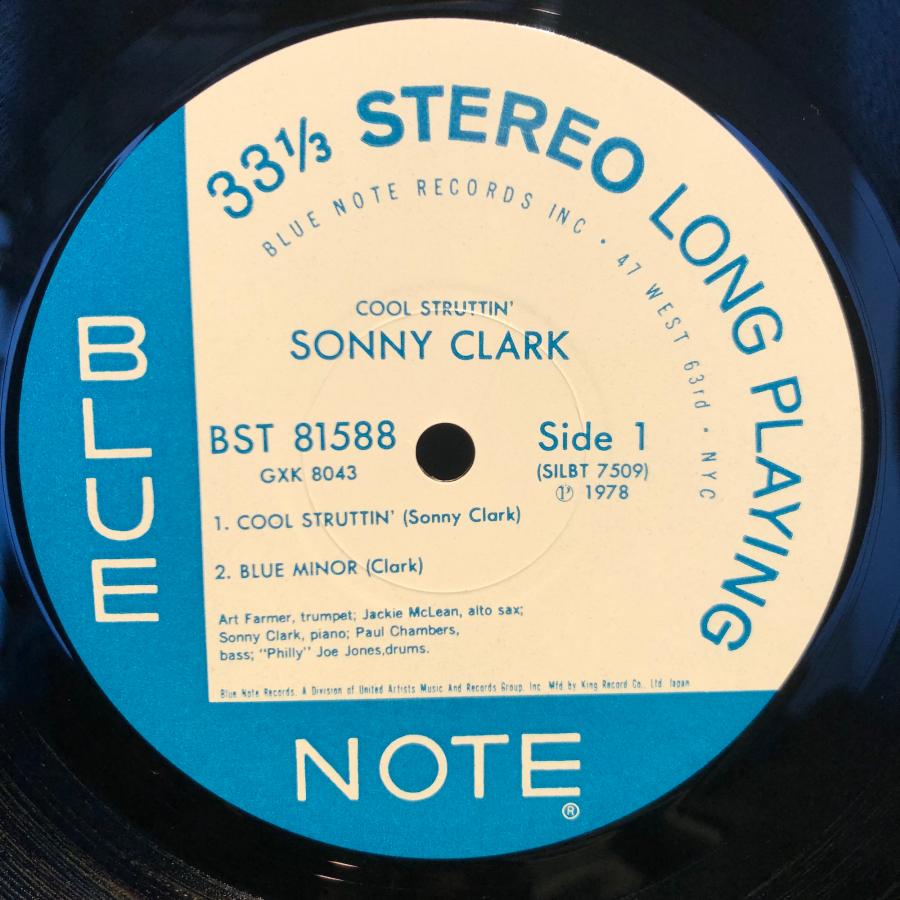 33⅓ STEREO LONG PLAYING
BLUE NOTE RECORDS INC • 47 WEST 63rd • NYC
COOL STRUTTIN'
SONNY CLARK
BST 81588
GXK 8043
Side 1
(SILBT 7509)
Ⓟ 1978
1. COOL STRUTTIN' (Sonny Clark)
2. BLUE MINOR (Clark)
Art Farmer, trumpet; Jackie McLean, alto sax;
Sonny Clark, piano; Paul Chambers,
bass; "Philly" Joe Jones,drums.
Blue Note Records. A Division of United Artists Music And Records Group, Inc. Mfd by King Record Co., Ltd. Japan
BLUE
NOTE
®